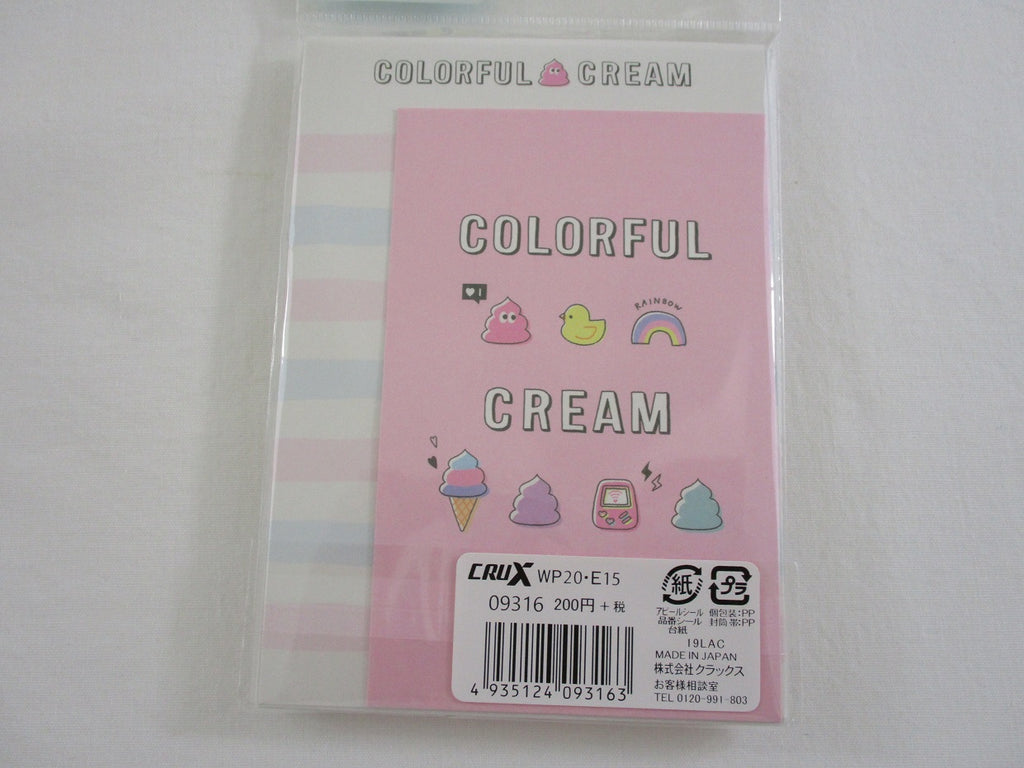 COLORFUL CREAM
COLORFUL
RAINBOW
CREAM
CRUX WP20・E15
09316 200円+税
4 935124 093163
紙 プラ
アピールシール 個包装:PP
品番シール 封筒 帯:PP
台紙
19LAC
MADE IN JAPAN
株式会社クラックス
お客様相談室
TEL 0120-991-803